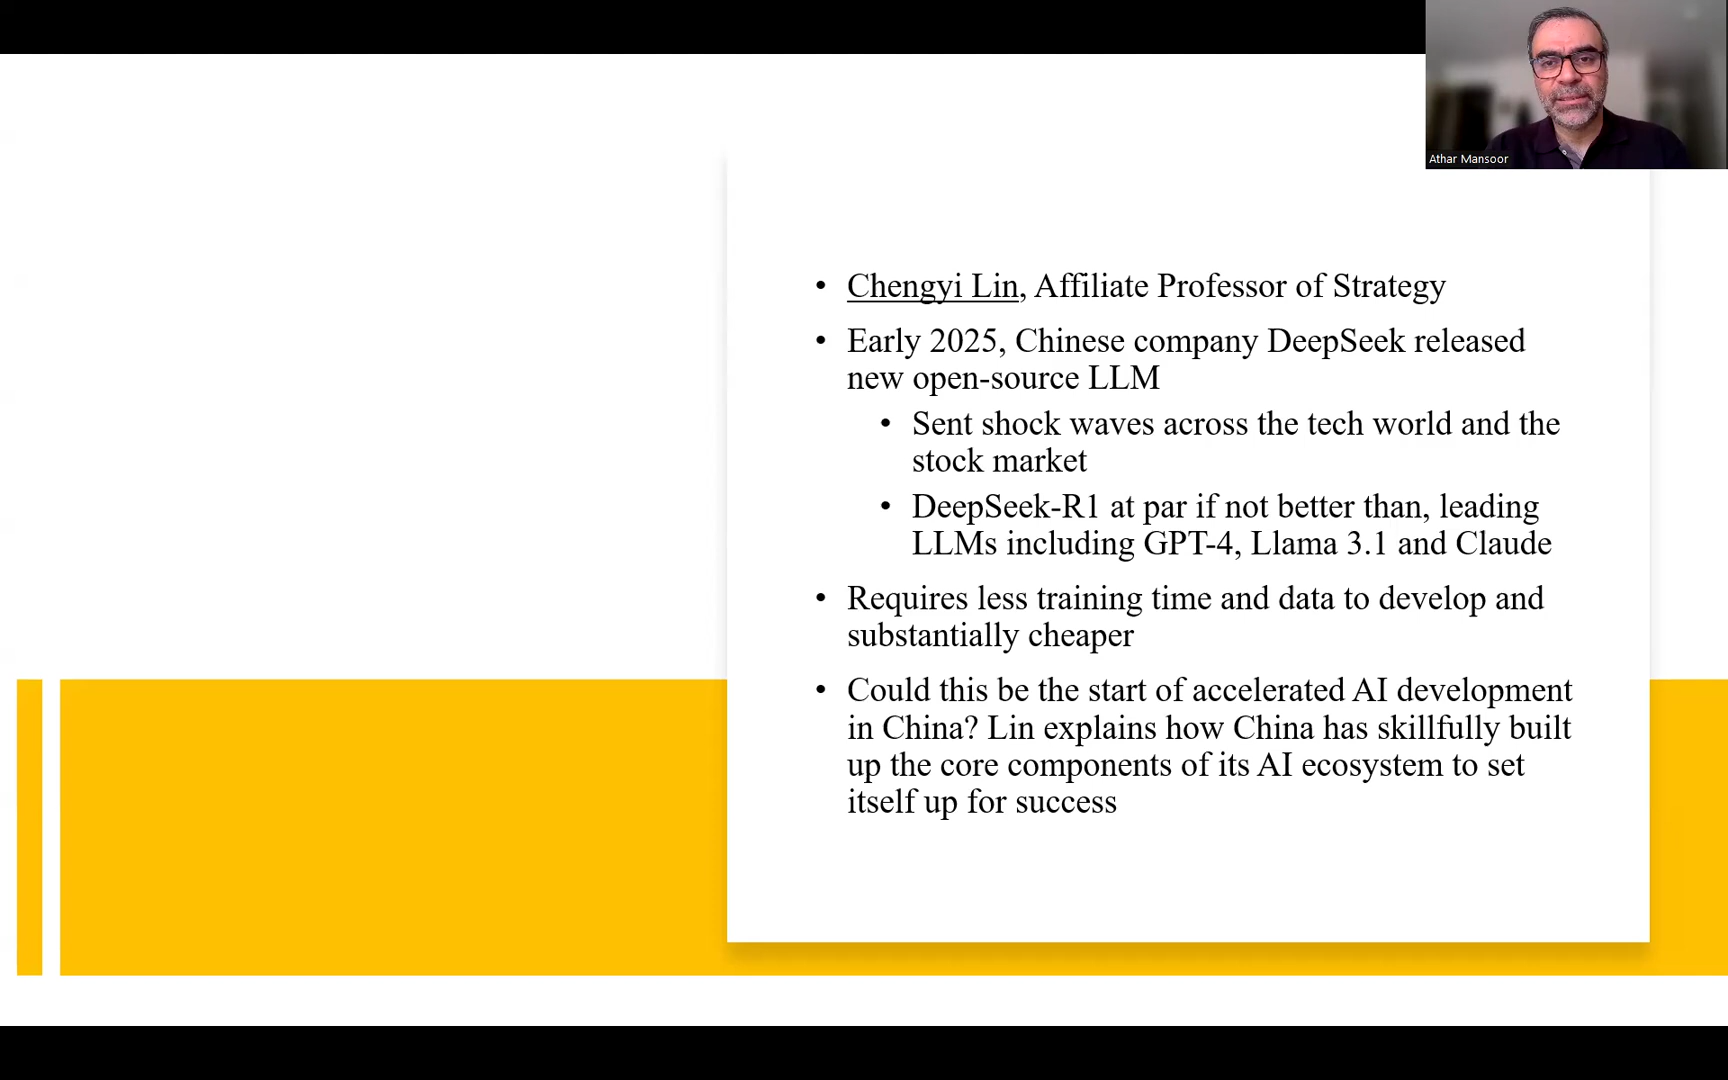 Athar Mansoor
• Chengyi Lin, Affiliate Professor of Strategy
• Early 2025, Chinese company DeepSeek released
new open-source LLM
• Sent shock waves across the tech world and the
stock market
• DeepSeek-R1 at par if not better than, leading
LLMs including GPT-4, Llama 3.1 and Claude
• Requires less training time and data to develop and
substantially cheaper
• Could this be the start of accelerated AI development
in China? Lin explains how China has skillfully built
up the core components of its AI ecosystem to set
itself up for success